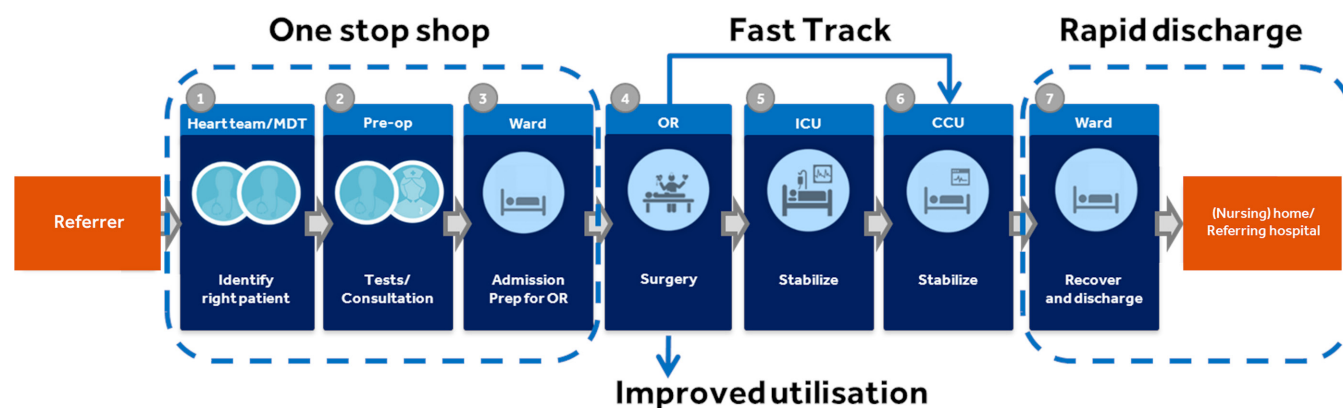 One stop shop
Fast Track
Rapid discharge
1
2
3
4
5
6
7
Heart team/MDT
Pre-op
Ward
OR
ICU
CCU
Ward
Referrer
(Nursing) home/
Referring hospital
Identify
right patient
Tests/
Consultation
Admission
Prep for OR
Surgery
Stabilize
Stabilize
Recover
and discharge
Improved utilisation